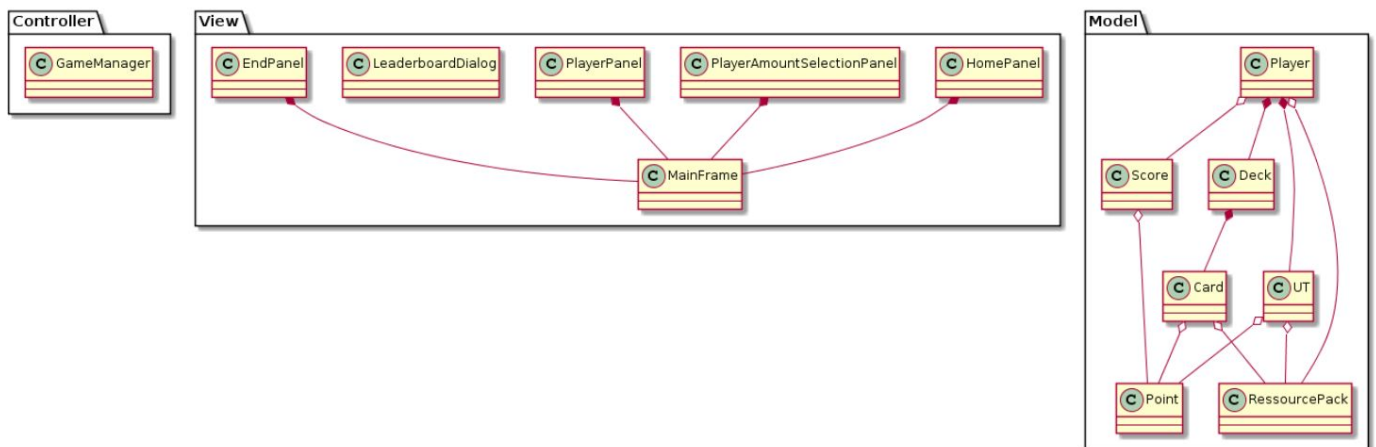 Controller
C GameManager
View
C EndPanel
C LeaderboardDialog
C PlayerPanel
C PlayerAmountSelectionPanel
C HomePanel
C MainFrame
Model
C Player
C Score
C Deck
C Card
C UT
C Point
C RessourcePack